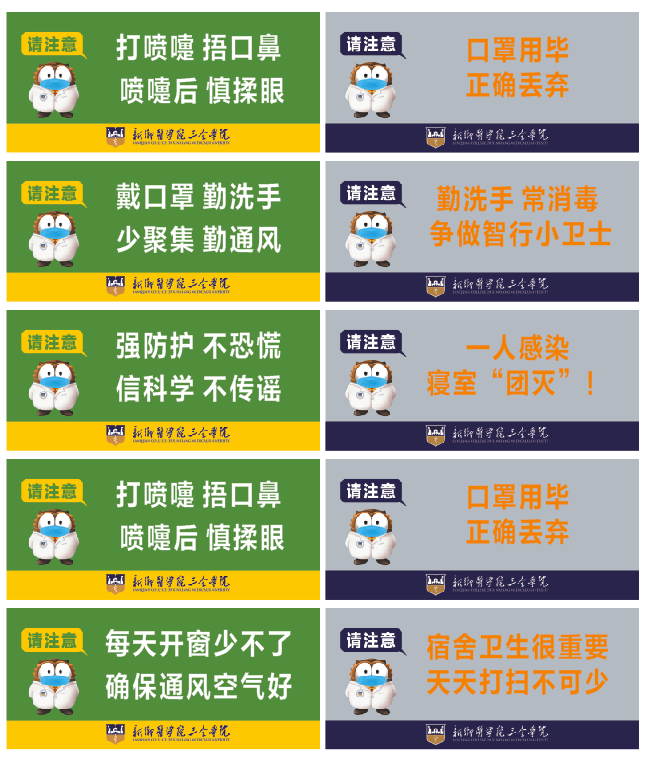 请注意
打喷嚏 捂口鼻
喷嚏后 慎揉眼
新乡医学院三全学院
请注意
口罩用毕
正确丢弃
新乡医学院三全学院
请注意
戴口罩 勤洗手
少聚集 勤通风
新乡医学院三全学院
请注意
勤洗手 常消毒
争做智行小卫士
新乡医学院三全学院
请注意
强防护 不恐慌
信科学 不传谣
新乡医学院三全学院
请注意
一人感染
寝室“团灭”！
新乡医学院三全学院
请注意
打喷嚏 捂口鼻
喷嚏后 慎揉眼
新乡医学院三全学院
请注意
口罩用毕
正确丢弃
新乡医学院三全学院
请注意
每天开窗少不了
确保通风空气好
新乡医学院三全学院
请注意
宿舍卫生很重要
天天打扫不可少
新乡医学院三全学院